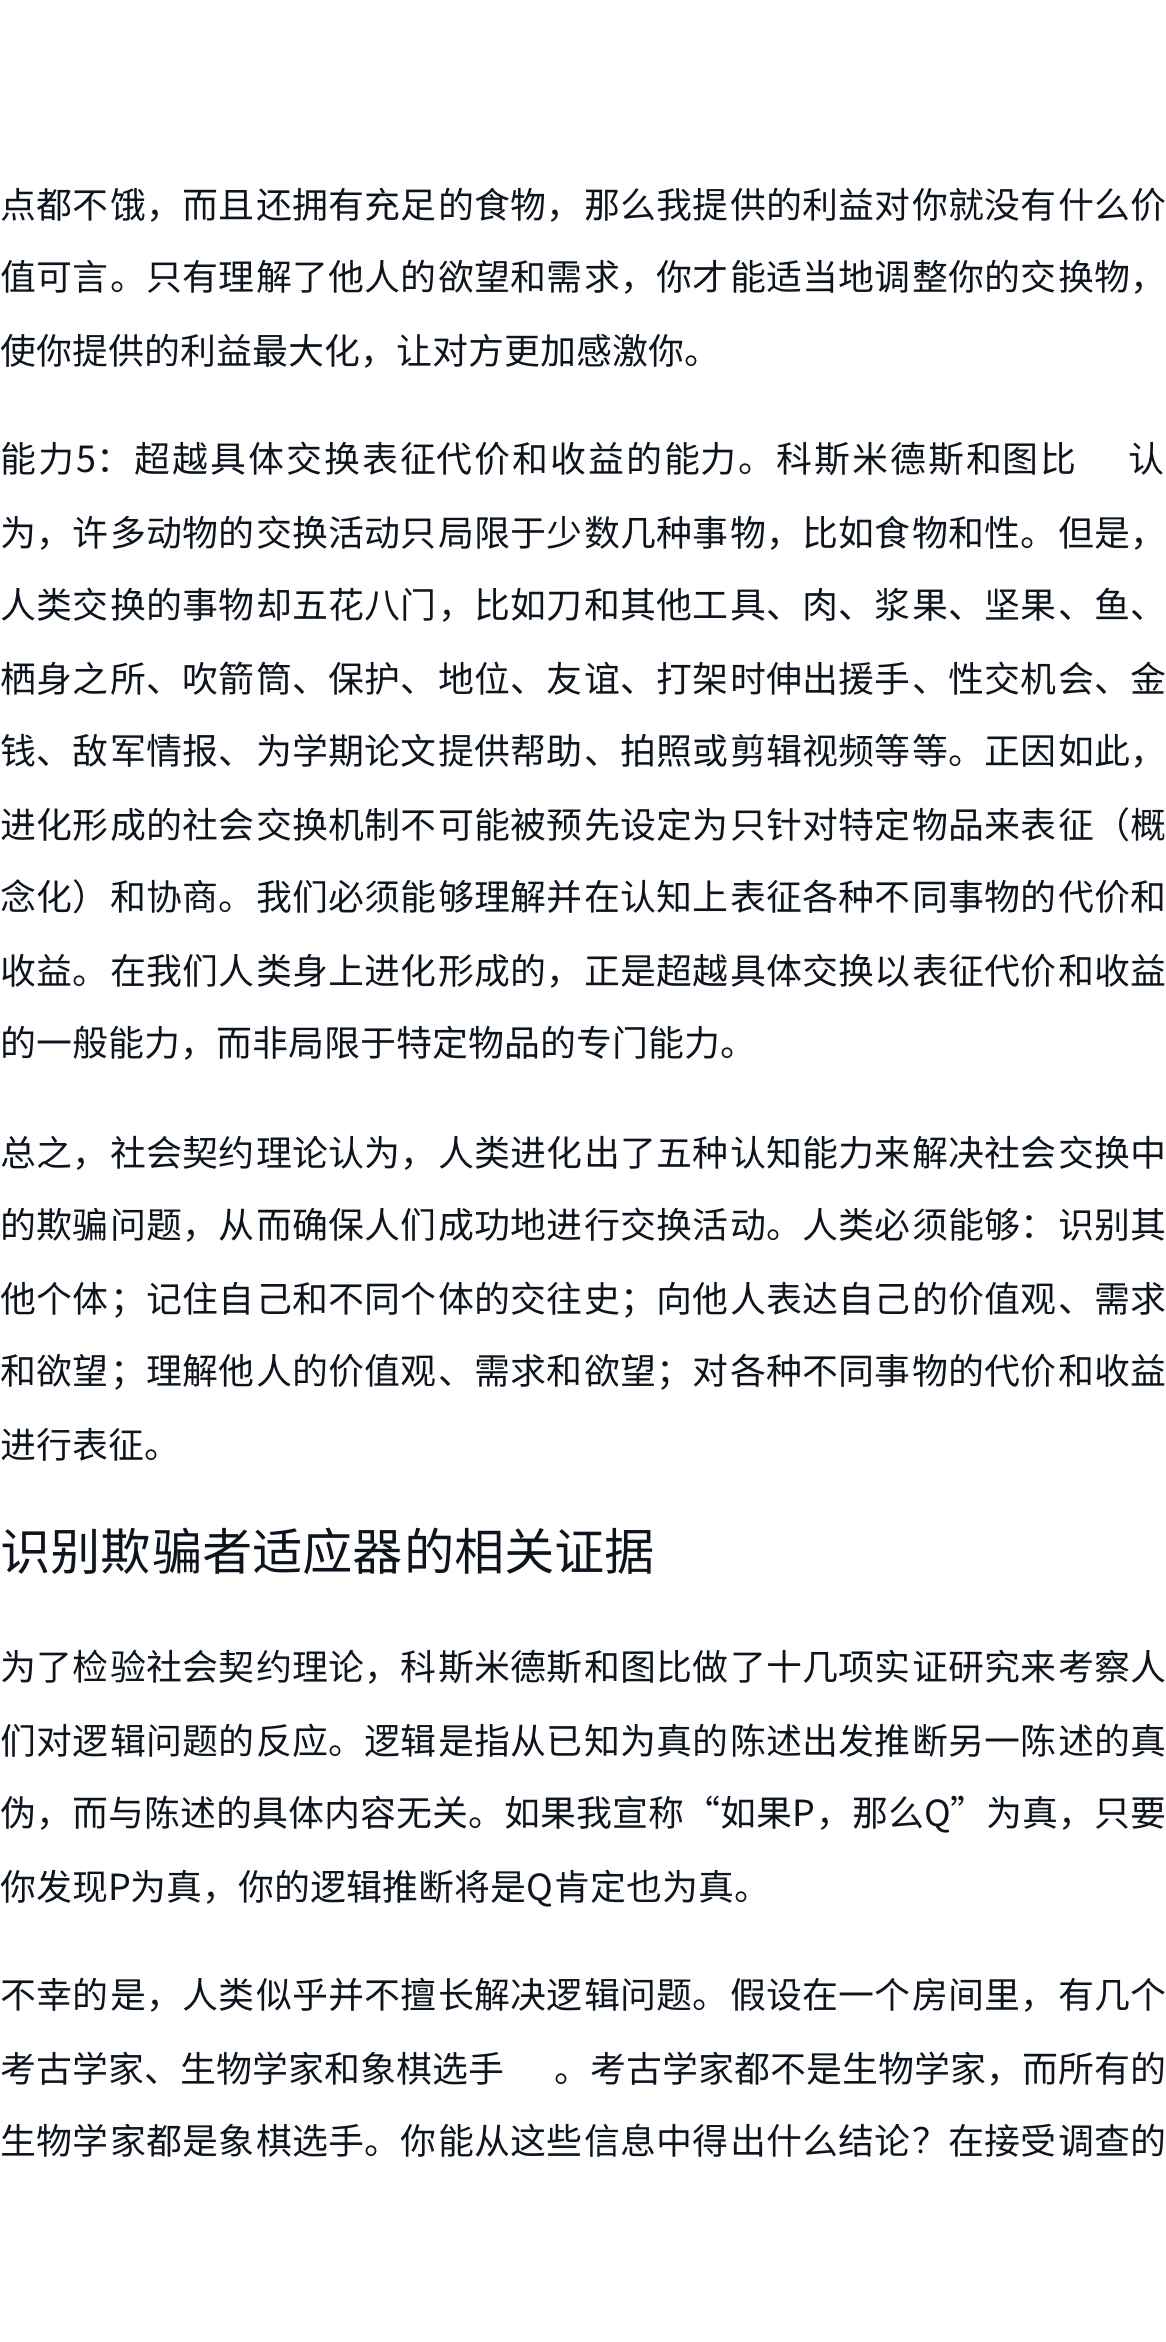 点都不饿，而且还拥有充足的食物，那么我提供的利益对你就没有什么价
值可言。只有理解了他人的欲望和需求，你才能适当地调整你的交换物，
使你提供的利益最大化，让对方更加感激你。
能力5：超越具体交换表征代价和收益的能力。科斯米德斯和图比 认
为，许多动物的交换活动只局限于少数几种事物，比如食物和性。但是，
人类交换的事物却五花八门，比如刀和其他工具、肉、浆果、坚果、鱼、
栖身之所、吹箭筒、保护、地位、友谊、打架时伸出援手、性交机会、金
钱、敌军情报、为学期论文提供帮助、拍照或剪辑视频等等。正因如此，
进化形成的社会交换机制不可能被预先设定为只针对特定物品来表征（概
念化）和协商。我们必须能够理解并在认知上表征各种不同事物的代价和
收益。在我们人类身上进化形成的，正是超越具体交换以表征代价和收益
的一般能力，而非局限于特定物品的专门能力。
总之，社会契约理论认为，人类进化出了五种认知能力来解决社会交换中
的欺骗问题，从而确保人们成功地进行交换活动。人类必须能够：识别其
他个体；记住自己和不同个体的交往史；向他人表达自己的价值观、需求
和欲望；理解他人的价值观、需求和欲望；对各种不同事物的代价和收益
进行表征。
识别欺骗者适应器的相关证据
为了检验社会契约理论，科斯米德斯和图比做了十几项实证研究来考察人
们对逻辑问题的反应。逻辑是指从已知为真的陈述出发推断另一陈述的真
伪，而与陈述的具体内容无关。如果我宣称“如果P，那么Q”为真，只要
你发现P为真，你的逻辑推断将是Q肯定也为真。
不幸的是，人类似乎并不擅长解决逻辑问题。假设在一个房间里，有几个
考古学家、生物学家和象棋选手 。考古学家都不是生物学家，而所有的
生物学家都是象棋选手。你能从这些信息中得出什么结论？在接受调查的